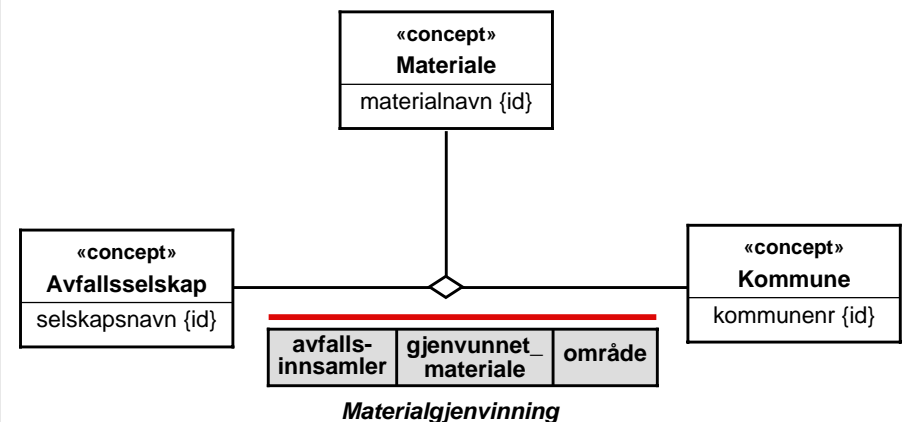 «concept»
Materiale
materialnavn {id}
«concept»
Avfallsselskap
selskapsnavn {id}
«concept»
Kommune
kommunenr {id}
avfalls-
innsamler
gjenvunnet_
materiale
område
Materialgjenvinning